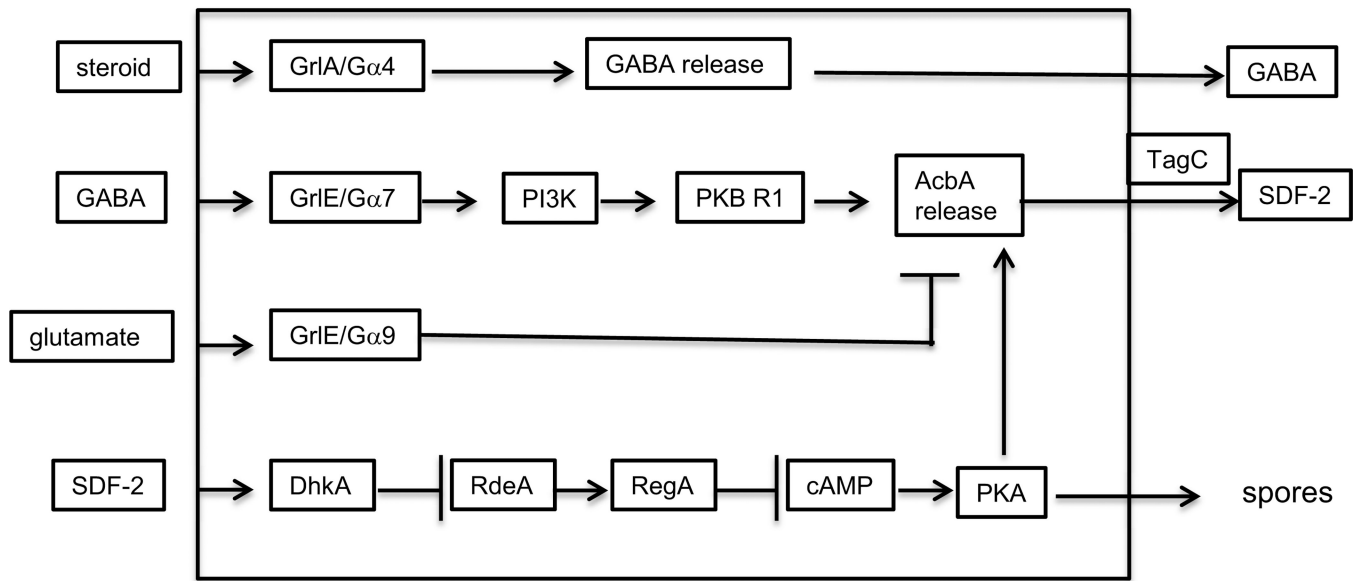 steroid
GrlA/Gα4
GABA release
GABA
TagC
GABA
GrlE/Gα7
PI3K
PKB R1
AcbA
release
SDF-2
glutamate
GrlE/Gα9
SDF-2
DhkA
RdeA
RegA
cAMP
PKA
spores